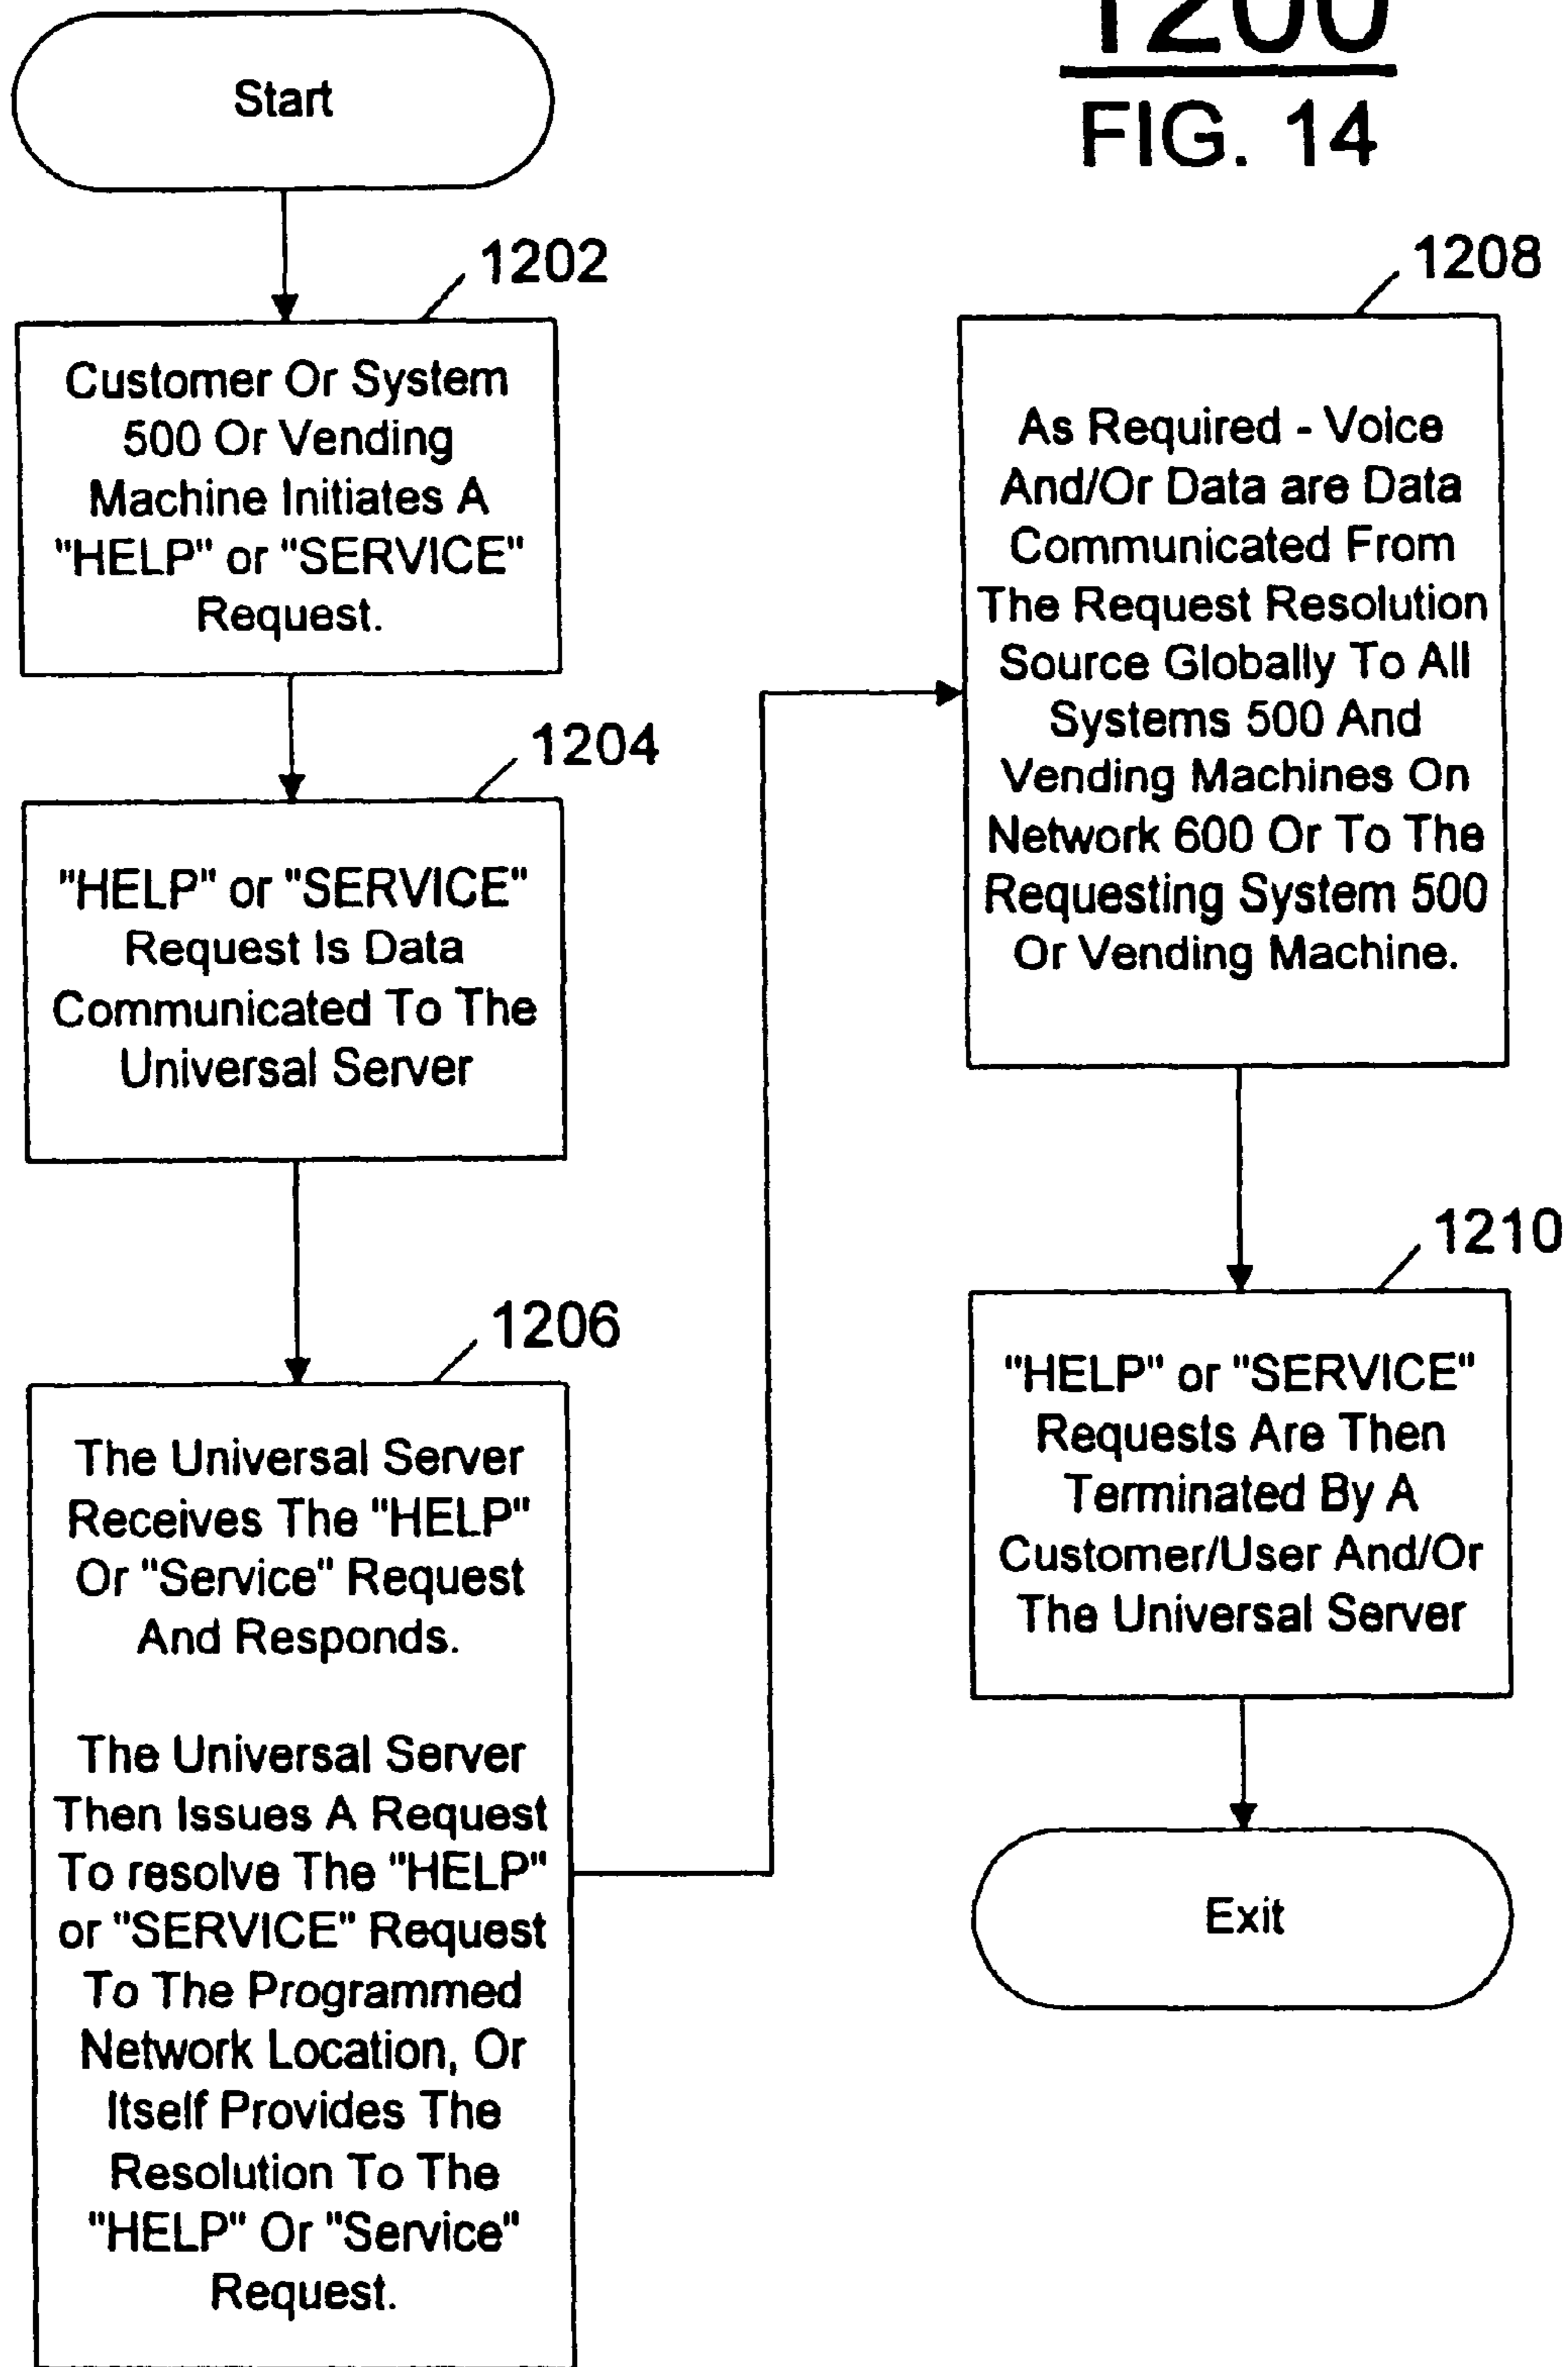 1200
FIG. 14
Start
1202
Customer Or System
500 Or Vending
Machine Initiates A
"HELP" or "SERVICE"
Request.
1204
"HELP" or "SERVICE"
Request Is Data
Communicated To The
Universal Server
1206
The Universal Server
Receives The "HELP"
Or "Service" Request
And Responds.
The Universal Server
Then Issues A Request
To resolve The "HELP"
or "SERVICE" Request
To The Programmed
Network Location, Or
Itself Provides The
Resolution To The
"HELP" Or "Service"
Request.
1208
As Required - Voice
And/Or Data are Data
Communicated From
The Request Resolution
Source Globally To All
Systems 500 And
Vending Machines On
Network 600 Or To The
Requesting System 500
Or Vending Machine.
1210
"HELP" or "SERVICE"
Requests Are Then
Terminated By A
Customer/User And/Or
The Universal Server
Exit